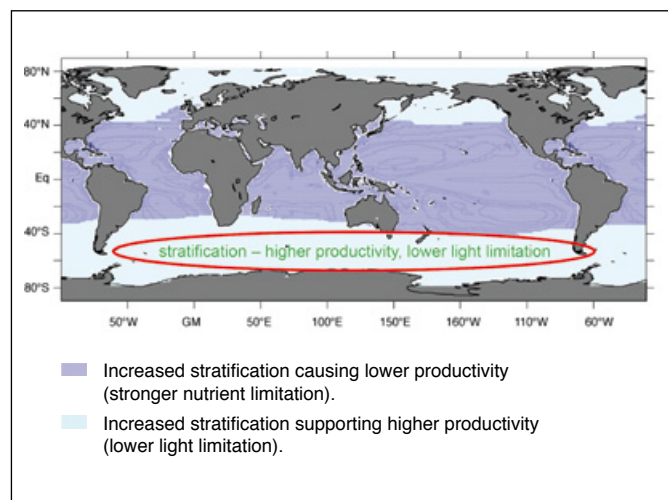 80°N
40°N
Eq
40°S
stratification – higher productivity, lower light limitation
80°S
50°W GM 50°E 100°E 150°E 160°W 110°W 60°W
Increased stratification causing lower productivity
(stronger nutrient limitation).
Increased stratification supporting higher productivity
(lower light limitation).